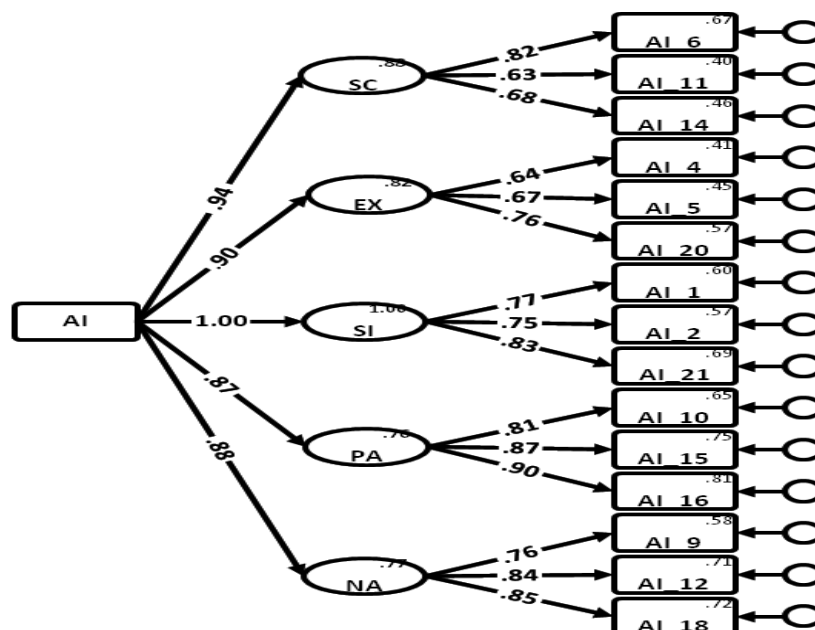 .67
AI_6
.82
.88
SC
.63
.40
AI_11
.68
.46
AI_14
.94
.41
AI_4
.64
.82
EX
.67
.45
AI_5
.76
.57
AI_20
.90
.60
AI_1
.77
AI
1.00
1.00
SI
.75
.57
AI_2
.83
.69
AI_21
.87
.65
AI_10
.81
.76
PA
.87
.75
AI_15
.90
.81
AI_16
.88
.58
AI_9
.76
.77
NA
.84
.71
AI_12
.85
.72
AI_18